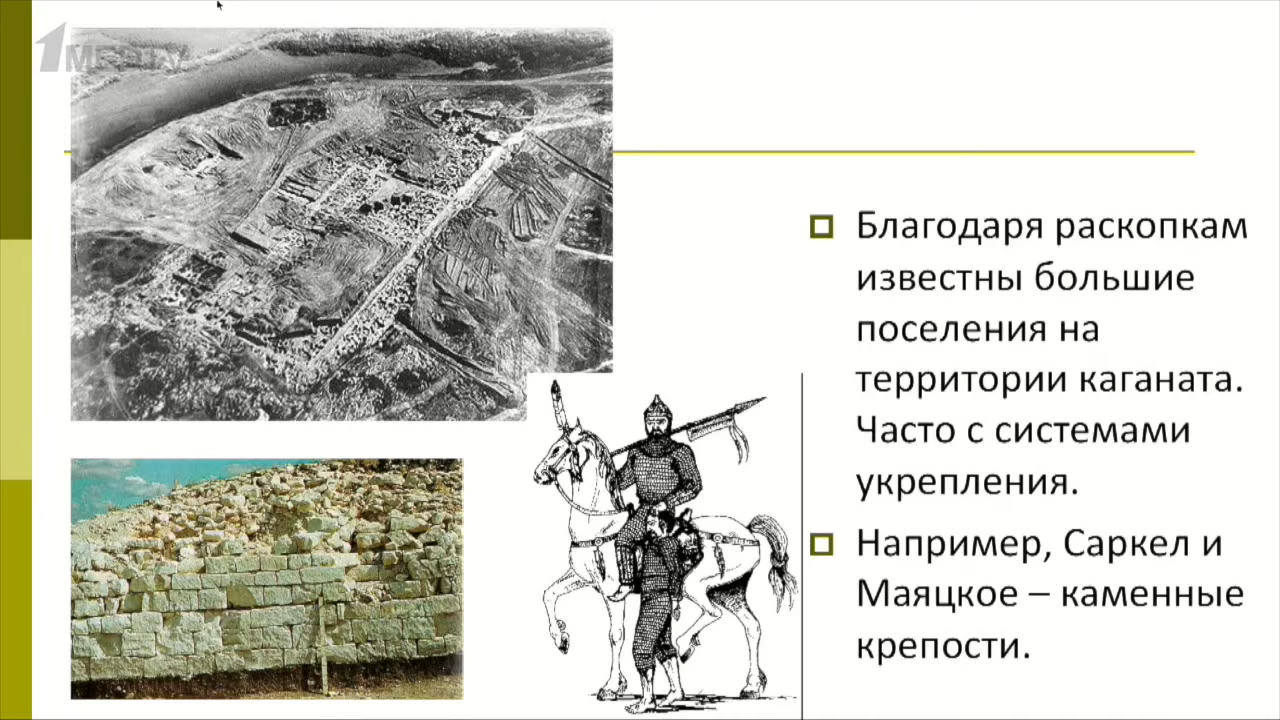 Благодаря раскопкам
известны большие
поселения на
территории каганата.
Часто с системами
укрепления.
Например, Саркел и
Маяцкое – каменные
крепости.